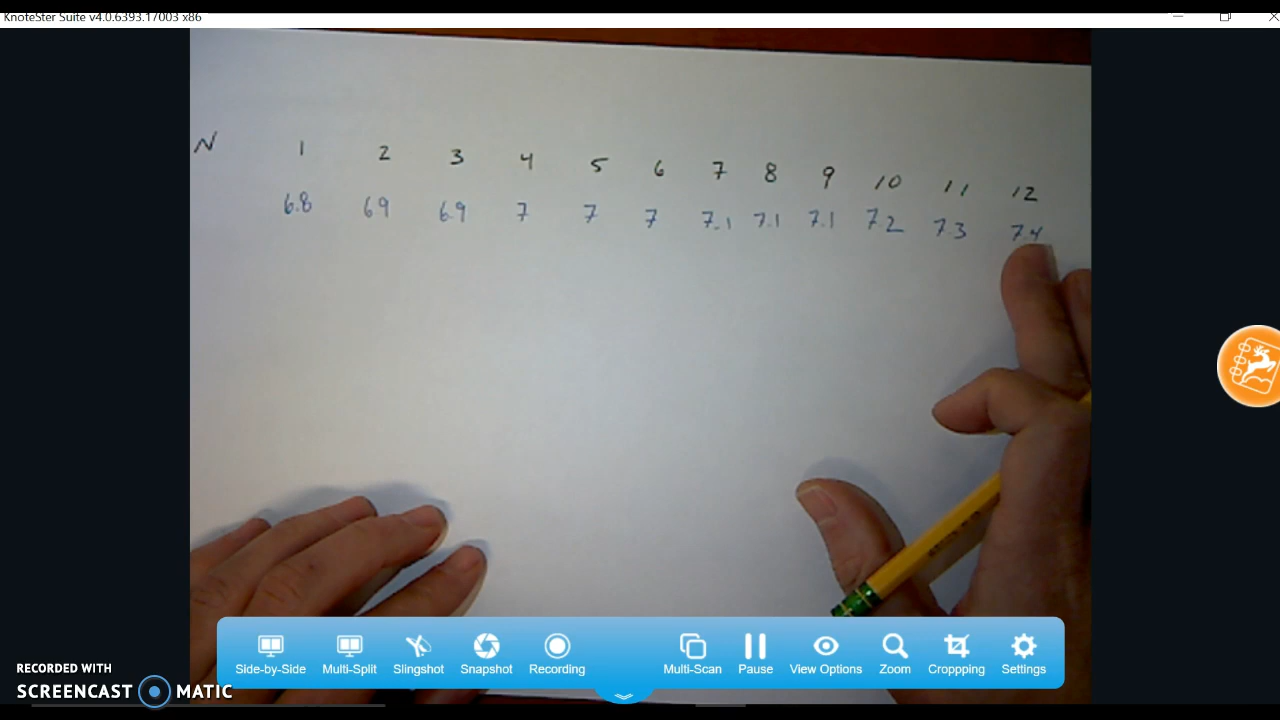 KnoteSter Suite v4.0.6393.17003 x86
N 1 2 3 4 5 6 7 8 9 10 11 12
6.8 6.9 6.9 7 7 7 7.1 7.1 7.1 7.2 7.3 7.4
Side-by-Side Multi-Split Slingshot Snapshot Recording Multi-Scan Pause View Options Zoom Croppping Settings
RECORDED WITH
SCREENCAST MATIC